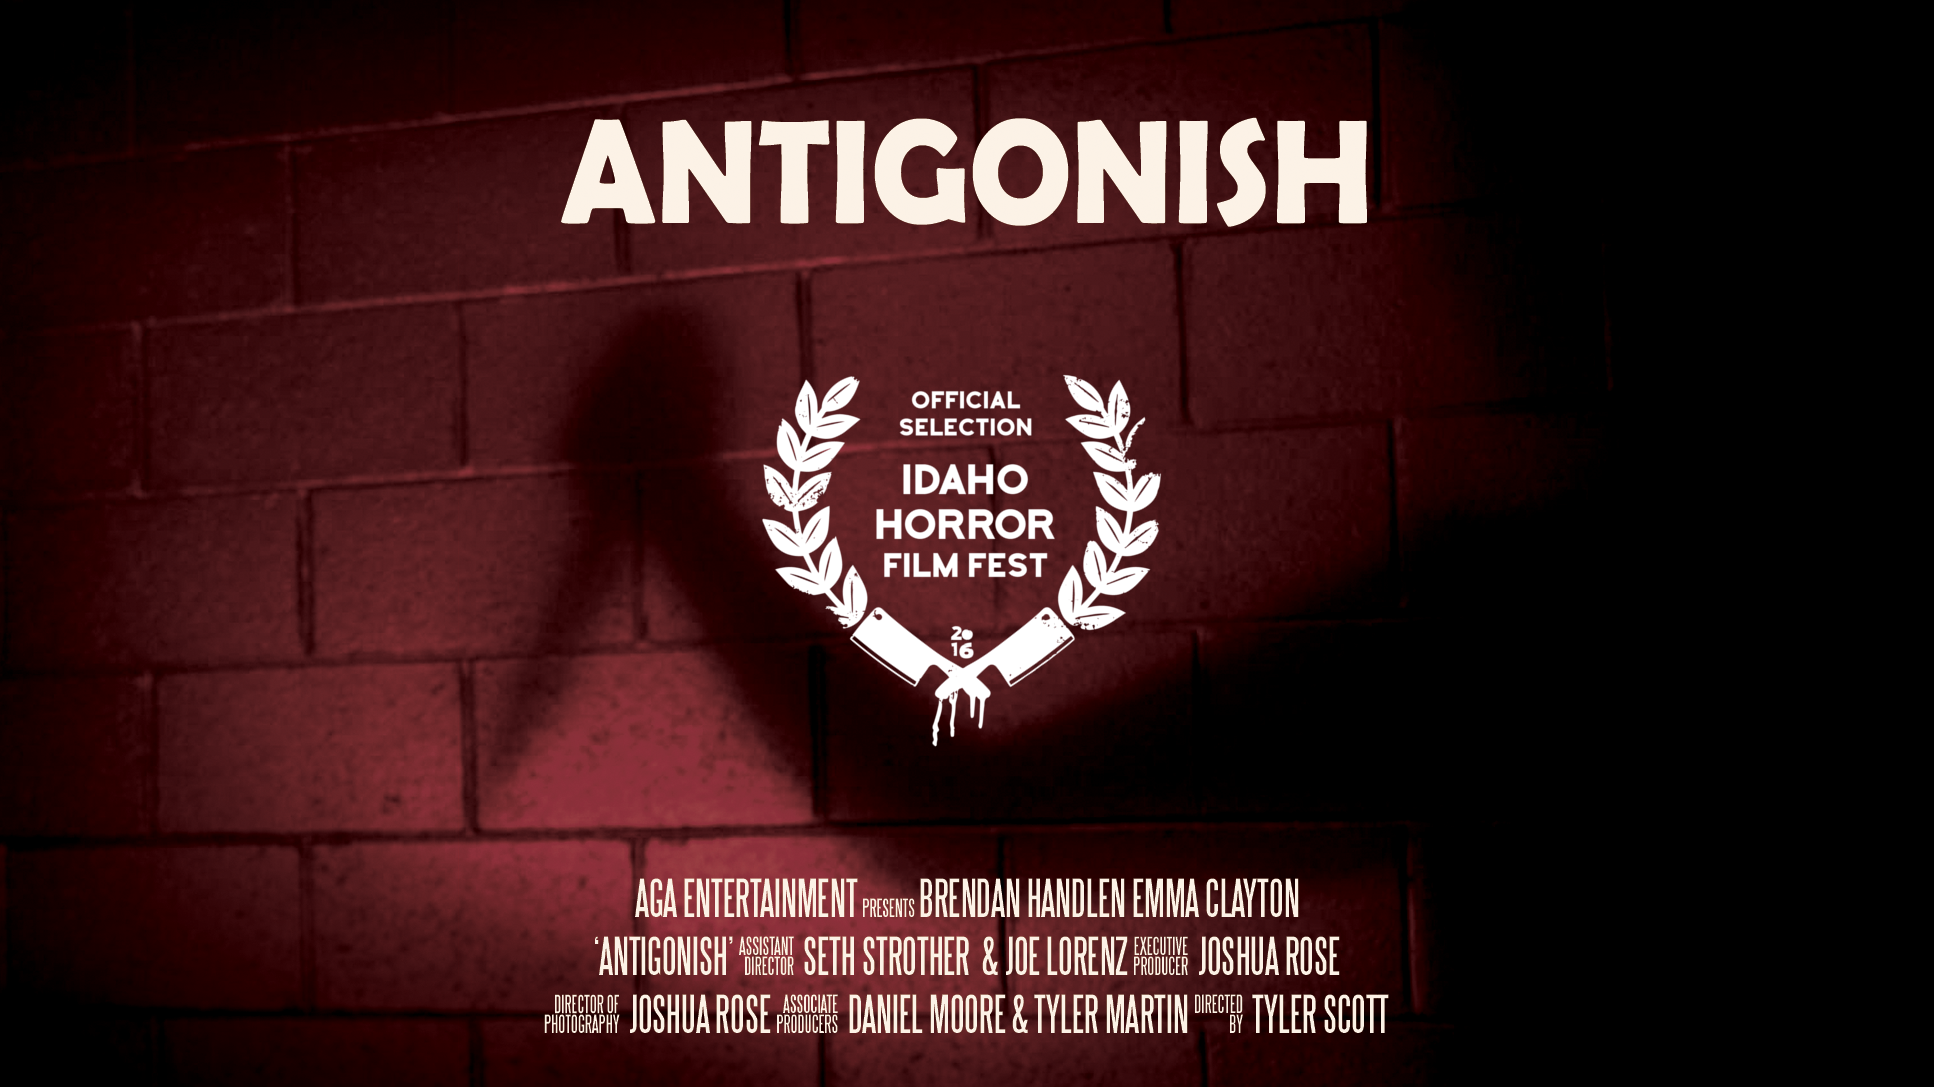 ANTIGONISH
OFFICIAL
SELECTION
IDAHO
HORROR
FILM FEST
20
16
AGA ENTERTAINMENT PRESENTS BRENDAN HANDLEN EMMA CLAYTON
‘ANTIGONISH’ ASSISTANT DIRECTOR SETH STROTHER & JOE LORENZ EXECUTIVE PRODUCER JOSHUA ROSE
DIRECTOR OF PHOTOGRAPHY JOSHUA ROSE ASSOCIATE PRODUCERS DANIEL MOORE & TYLER MARTIN DIRECTED BY TYLER SCOTT